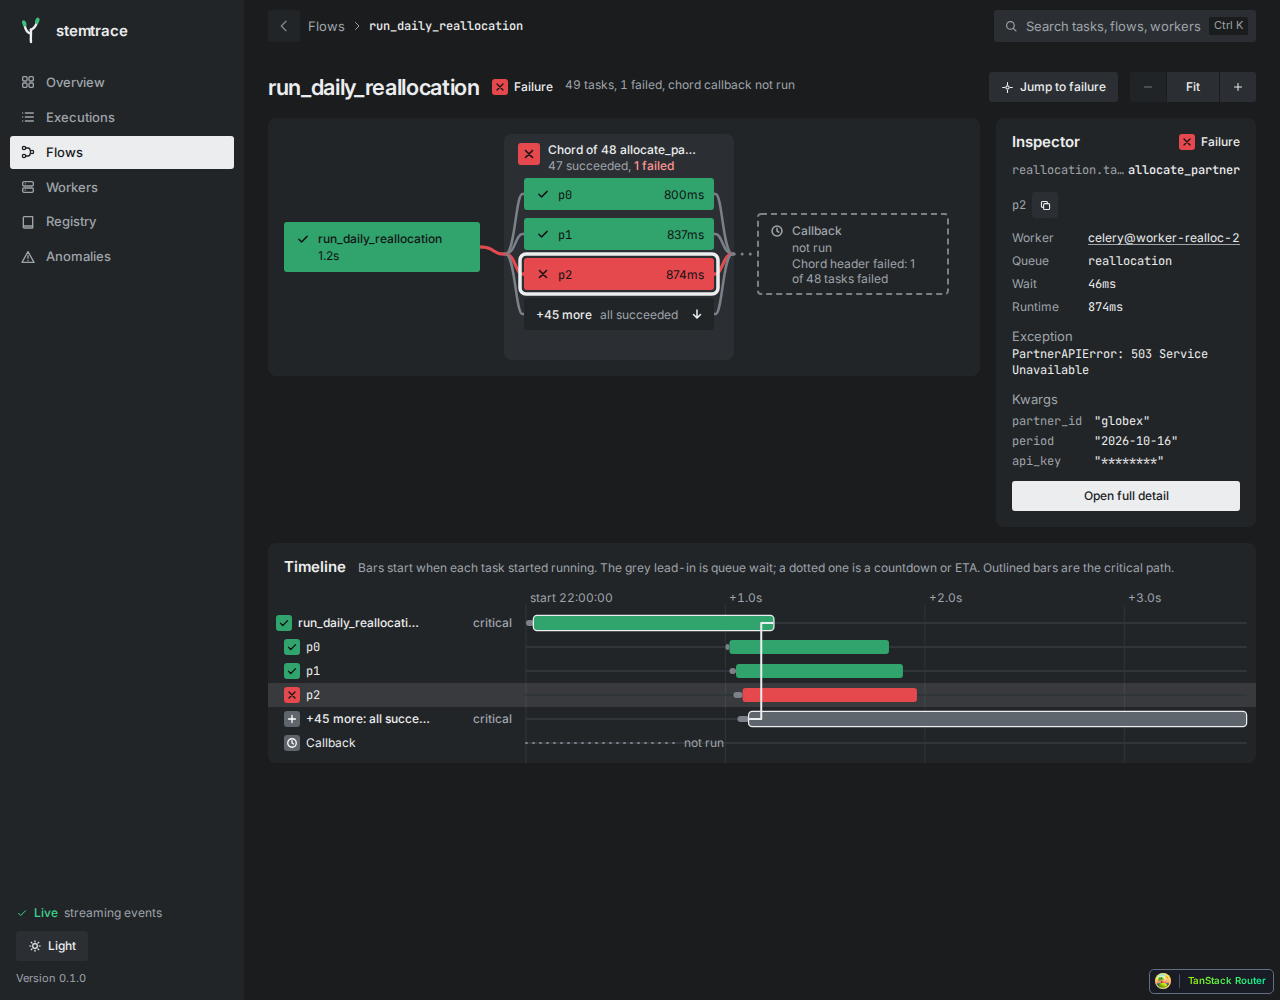 stemtrace
Overview
Executions
Flows
Workers
Registry
Anomalies
Live streaming events
Light
Version 0.1.0
Flows > run_daily_reallocation
Search tasks, flows, workers Ctrl K
run_daily_reallocation Failure 49 tasks, 1 failed, chord callback not run
Jump to failure − Fit +
run_daily_reallocation
1.2s
Chord of 48 allocate_pa...
47 succeeded, 1 failed
p0 800ms
p1 837ms
p2 874ms
+45 more all succeeded
Callback
not run
Chord header failed: 1
of 48 tasks failed
Inspector Failure
reallocation.ta… allocate_partner
p2
Worker celery@worker-realloc-2
Queue reallocation
Wait 46ms
Runtime 874ms
Exception
PartnerAPIError: 503 Service
Unavailable
Kwargs
partner_id "globex"
period "2026-10-16"
api_key "********"
Open full detail
Timeline Bars start when each task started running. The grey lead-in is queue wait; a dotted one is a countdown or ETA. Outlined bars are the critical path.
start 22:00:00 +1.0s +2.0s +3.0s
run_daily_reallocati... critical
p0
p1
p2
+45 more: all succe... critical
Callback not run
TanStack Router